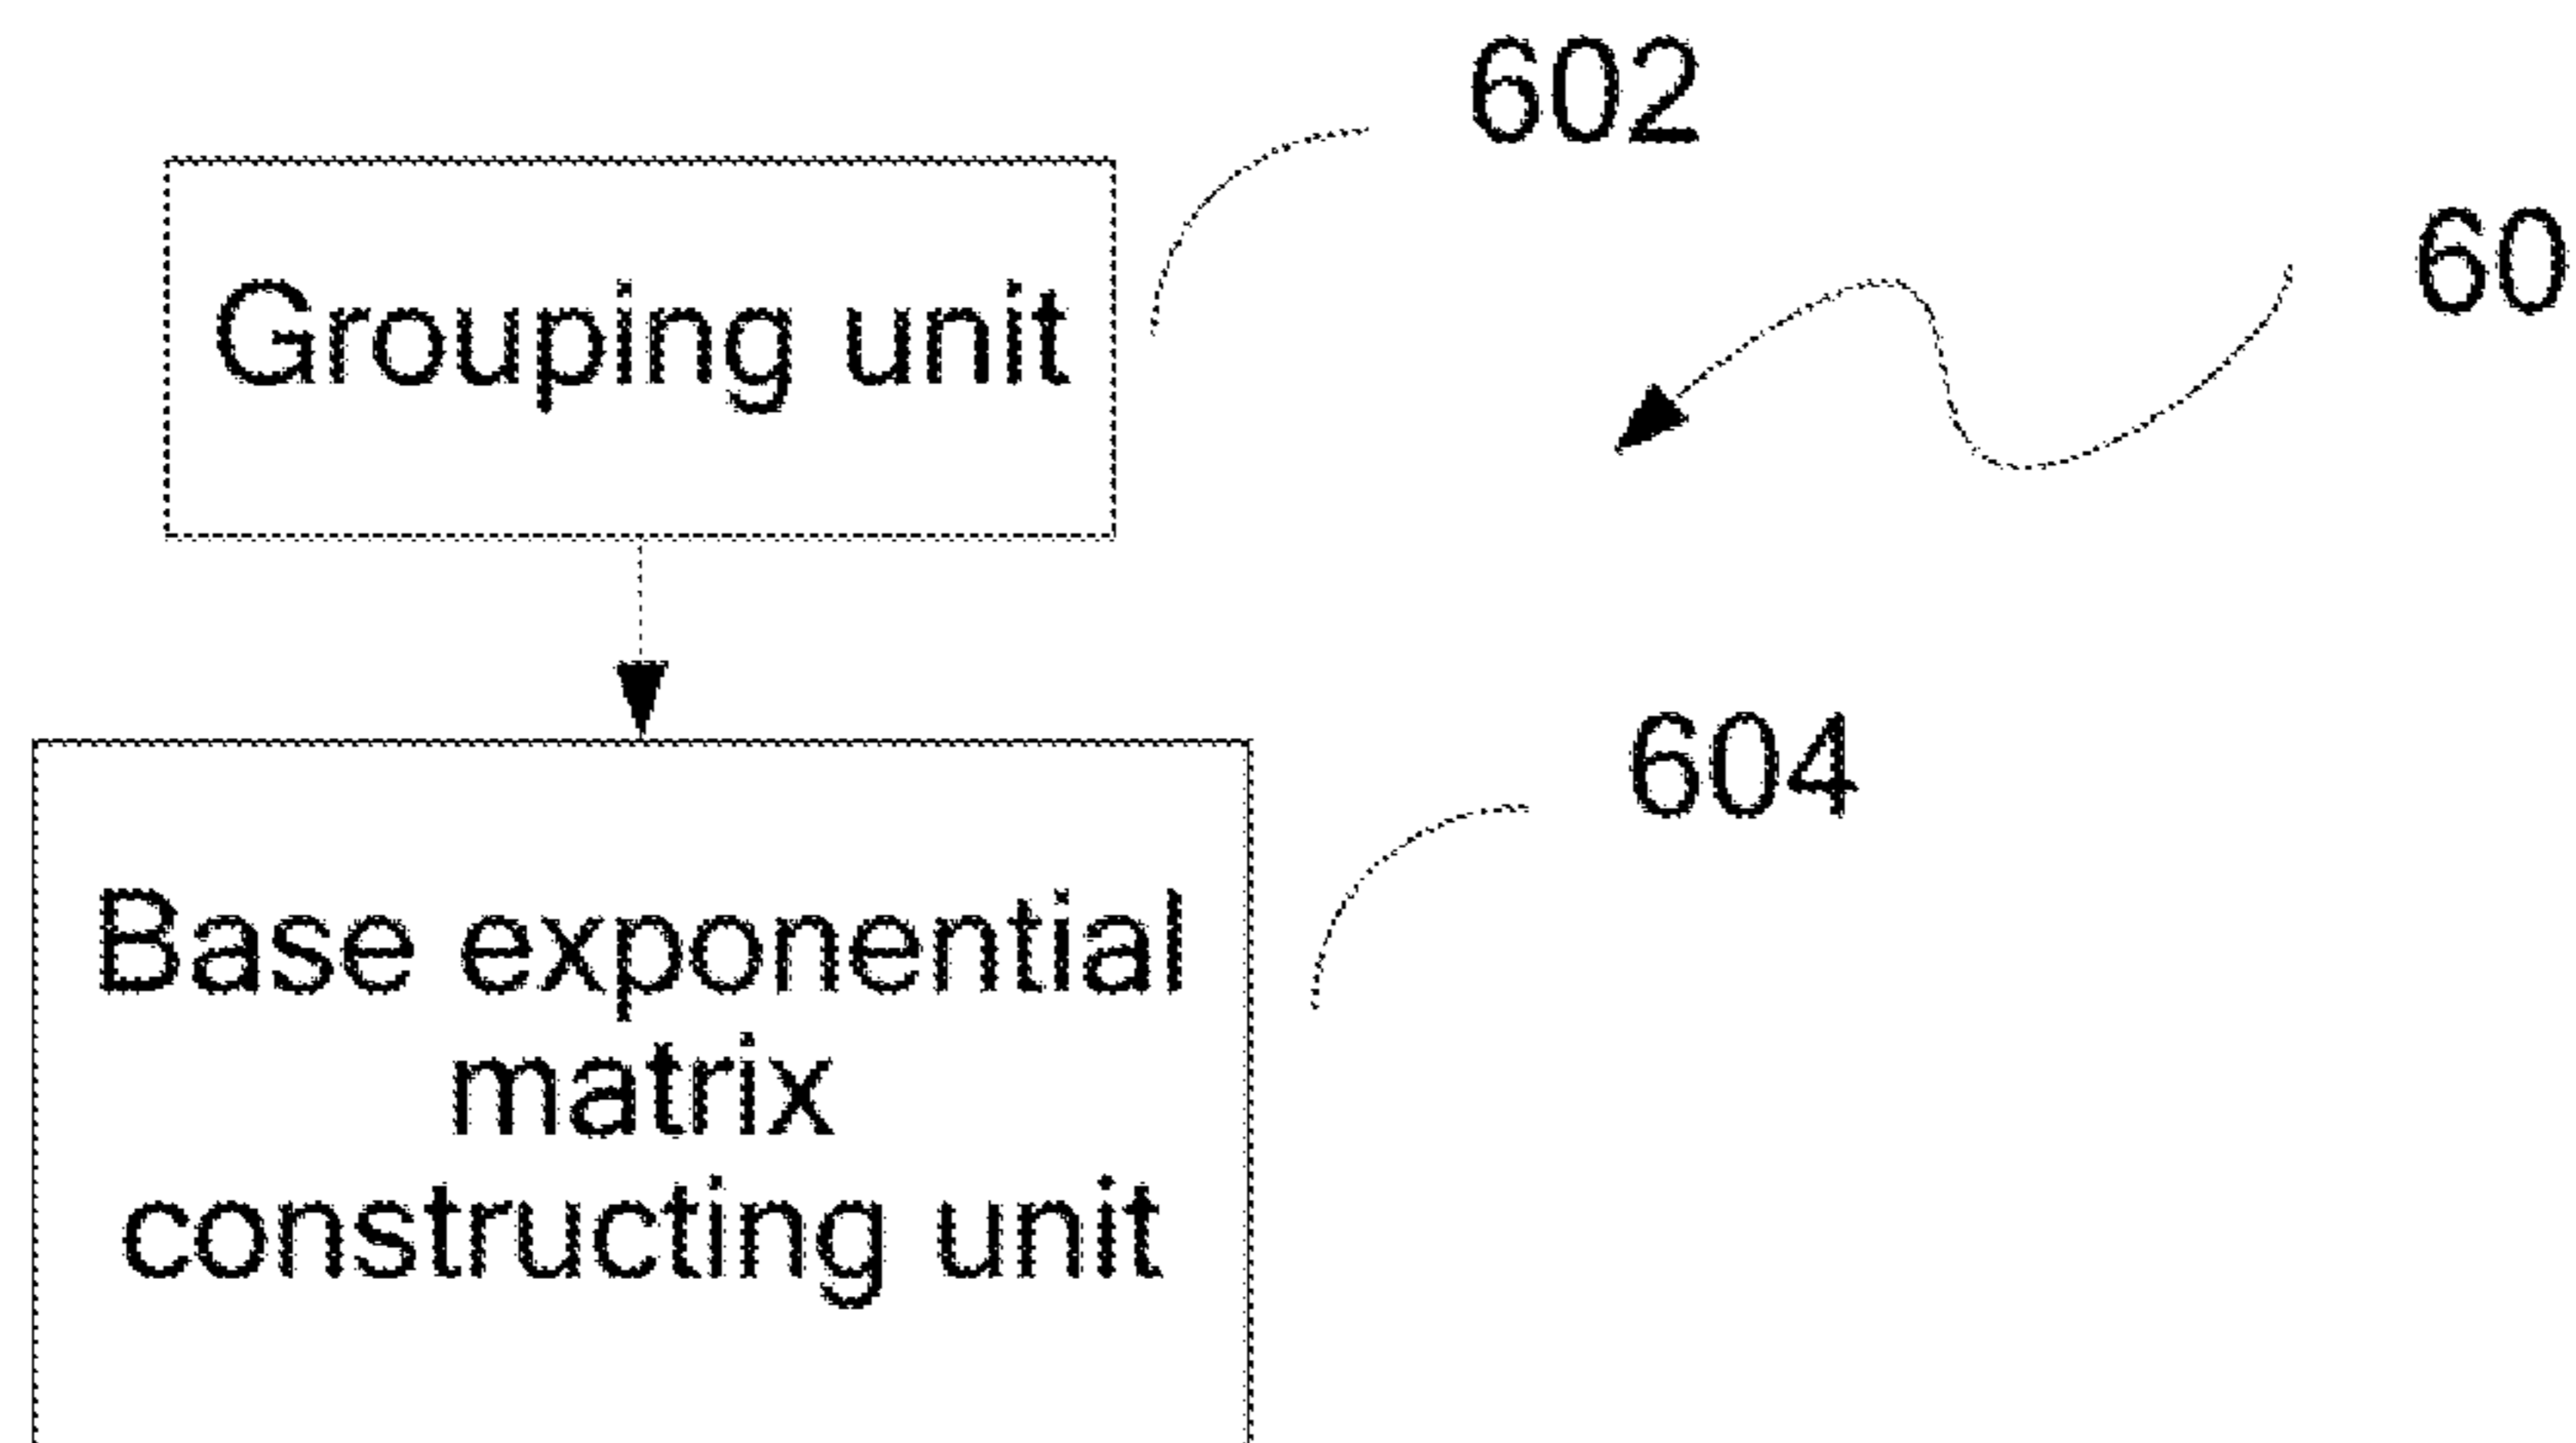 602
60
Grouping unit
604
Base exponential
matrix
constructing unit